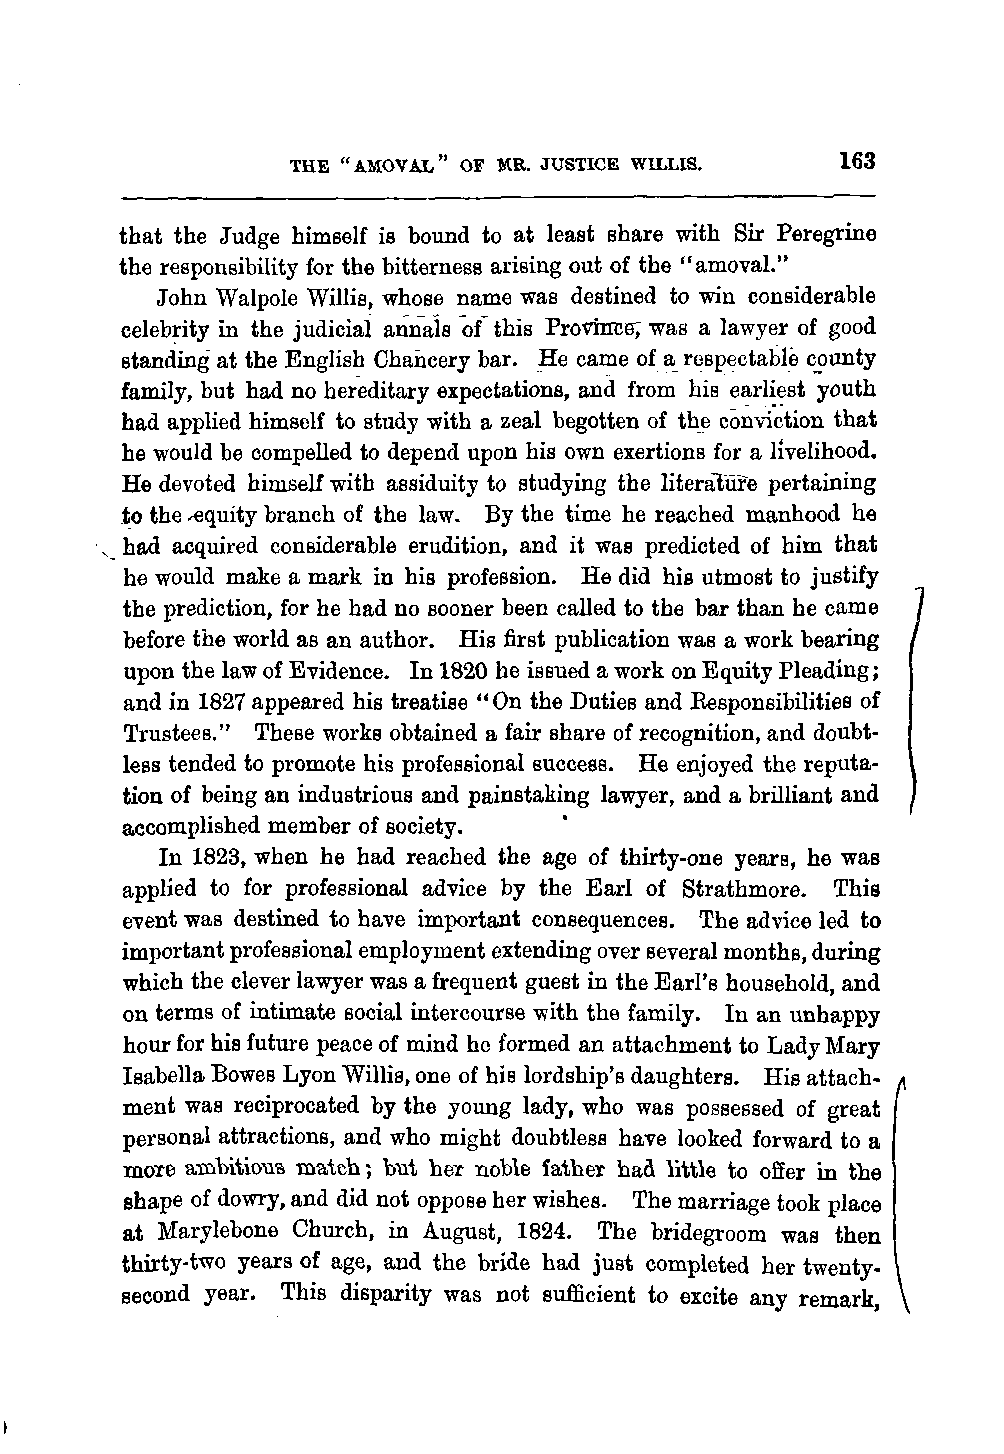 THE "AMOVAL" OF MR. JUSTICE WILLIS. 163
that the Judge himself is bound to at least share with Sir Peregrine
the responsibility for the bitterness arising out of the "amoval."
John Walpole Willis, whose name was destined to win considerable
celebrity in the judicial annals of this Province, was a lawyer of good
standing at the English Chancery bar. He came of a respectable county
family, but had no hereditary expectations, and from his earliest youth
had applied himself to study with a zeal begotten of the conviction that
he would be compelled to depend upon his own exertions for a livelihood.
He devoted himself with assiduity to studying the literature pertaining
to the equity branch of the law. By the time he reached manhood he
had acquired considerable erudition, and it was predicted of him that
he would make a mark in his profession. He did his utmost to justify
the prediction, for he had no sooner been called to the bar than he came
before the world as an author. His first publication was a work bearing
upon the law of Evidence. In 1820 he issued a work on Equity Pleading;
and in 1827 appeared his treatise "On the Duties and Responsibilities of
Trustees." These works obtained a fair share of recognition, and doubt-
less tended to promote his professional success. He enjoyed the reputa-
tion of being an industrious and painstaking lawyer, and a brilliant and
accomplished member of society.
In 1823, when he had reached the age of thirty-one years, he was
applied to for professional advice by the Earl of Strathmore. This
event was destined to have important consequences. The advice led to
important professional employment extending over several months, during
which the clever lawyer was a frequent guest in the Earl's household, and
on terms of intimate social intercourse with the family. In an unhappy
hour for his future peace of mind he formed an attachment to Lady Mary
Isabella Bowes Lyon Willis, one of his lordship's daughters. His attach-
ment was reciprocated by the young lady, who was possessed of great
personal attractions, and who might doubtless have looked forward to a
more ambitious match; but her noble father had little to offer in the
shape of dowry, and did not oppose her wishes. The marriage took place
at Marylebone Church, in August, 1824. The bridegroom was then
thirty-two years of age, and the bride had just completed her twenty-
second year. This disparity was not sufficient to excite any remark,